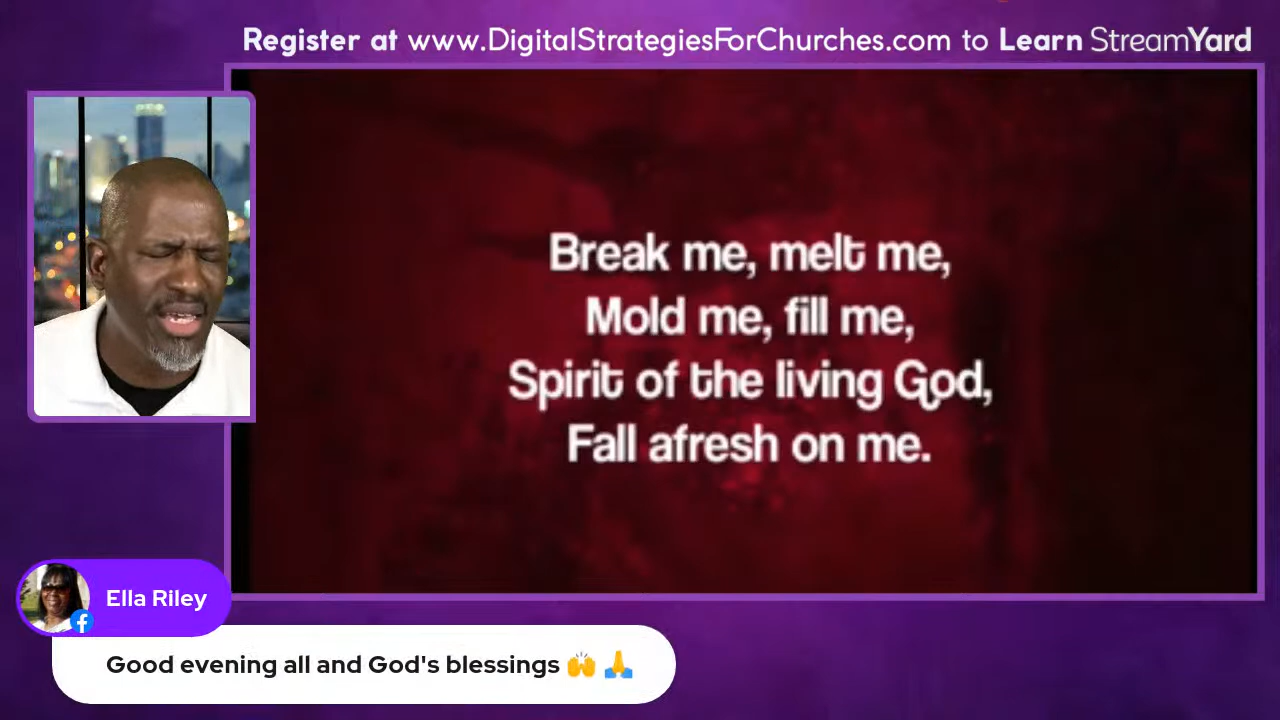 Register at www.DigitalStrategiesForChurches.com to Learn StreamYard
Break me, melt me,
Mold me, fill me,
Spirit of the living God,
Fall afresh on me.
Ella Riley
Good evening all and God's blessings 🙌 🙏